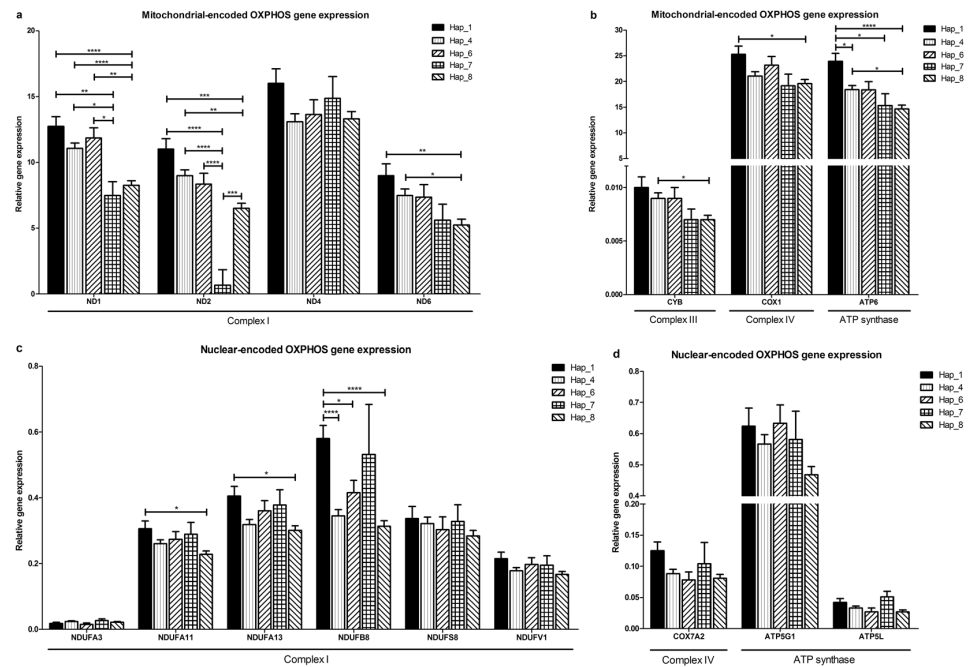 a
Mitochondrial-encoded OXPHOS gene expression
Relative gene expression
20
15
10
5
0
****
****
**
**
*
*
***
**
****
****
****
***
**
*
Hap_1
Hap_4
Hap_6
Hap_7
Hap_8
ND1 ND2 ND4 ND6
Complex I
b
Mitochondrial-encoded OXPHOS gene expression
Relative gene expression
30
25
20
15
10
5
0.010
0.005
0.000
*
*
****
*
*
*
Hap_1
Hap_4
Hap_6
Hap_7
Hap_8
CYB COX1 ATP6
Complex III Complex IV ATP synthase
c
Nuclear-encoded OXPHOS gene expression
Relative gene expression
0.8
0.6
0.4
0.2
0.0
*
*
****
*
****
Hap_1
Hap_4
Hap_6
Hap_7
Hap_8
NDUFA3 NDUFA11 NDUFA13 NDUFB8 NDUFS8 NDUFV1
Complex I
d
Nuclear-encoded OXPHOS gene expression
Relative gene expression
0.8
0.7
0.6
0.5
0.4
0.20
0.15
0.10
0.05
0.00
Hap_1
Hap_4
Hap_6
Hap_7
Hap_8
COX7A2 ATP5G1 ATP5L
Complex IV ATP synthase